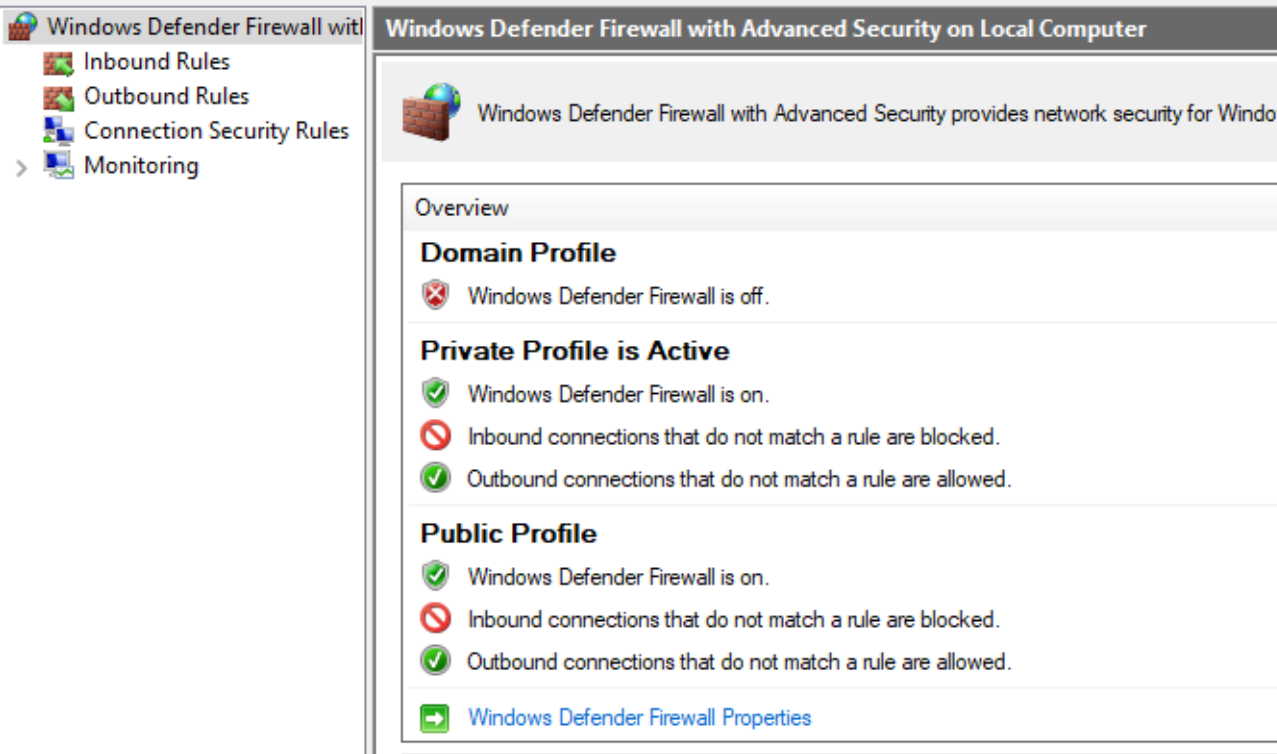 Windows Defender Firewall with
Inbound Rules
Outbound Rules
Connection Security Rules
Monitoring
Windows Defender Firewall with Advanced Security on Local Computer
Windows Defender Firewall with Advanced Security provides network security for Windo
Overview
Domain Profile
Windows Defender Firewall is off.
Private Profile is Active
Windows Defender Firewall is on.
Inbound connections that do not match a rule are blocked.
Outbound connections that do not match a rule are allowed.
Public Profile
Windows Defender Firewall is on.
Inbound connections that do not match a rule are blocked.
Outbound connections that do not match a rule are allowed.
Windows Defender Firewall Properties